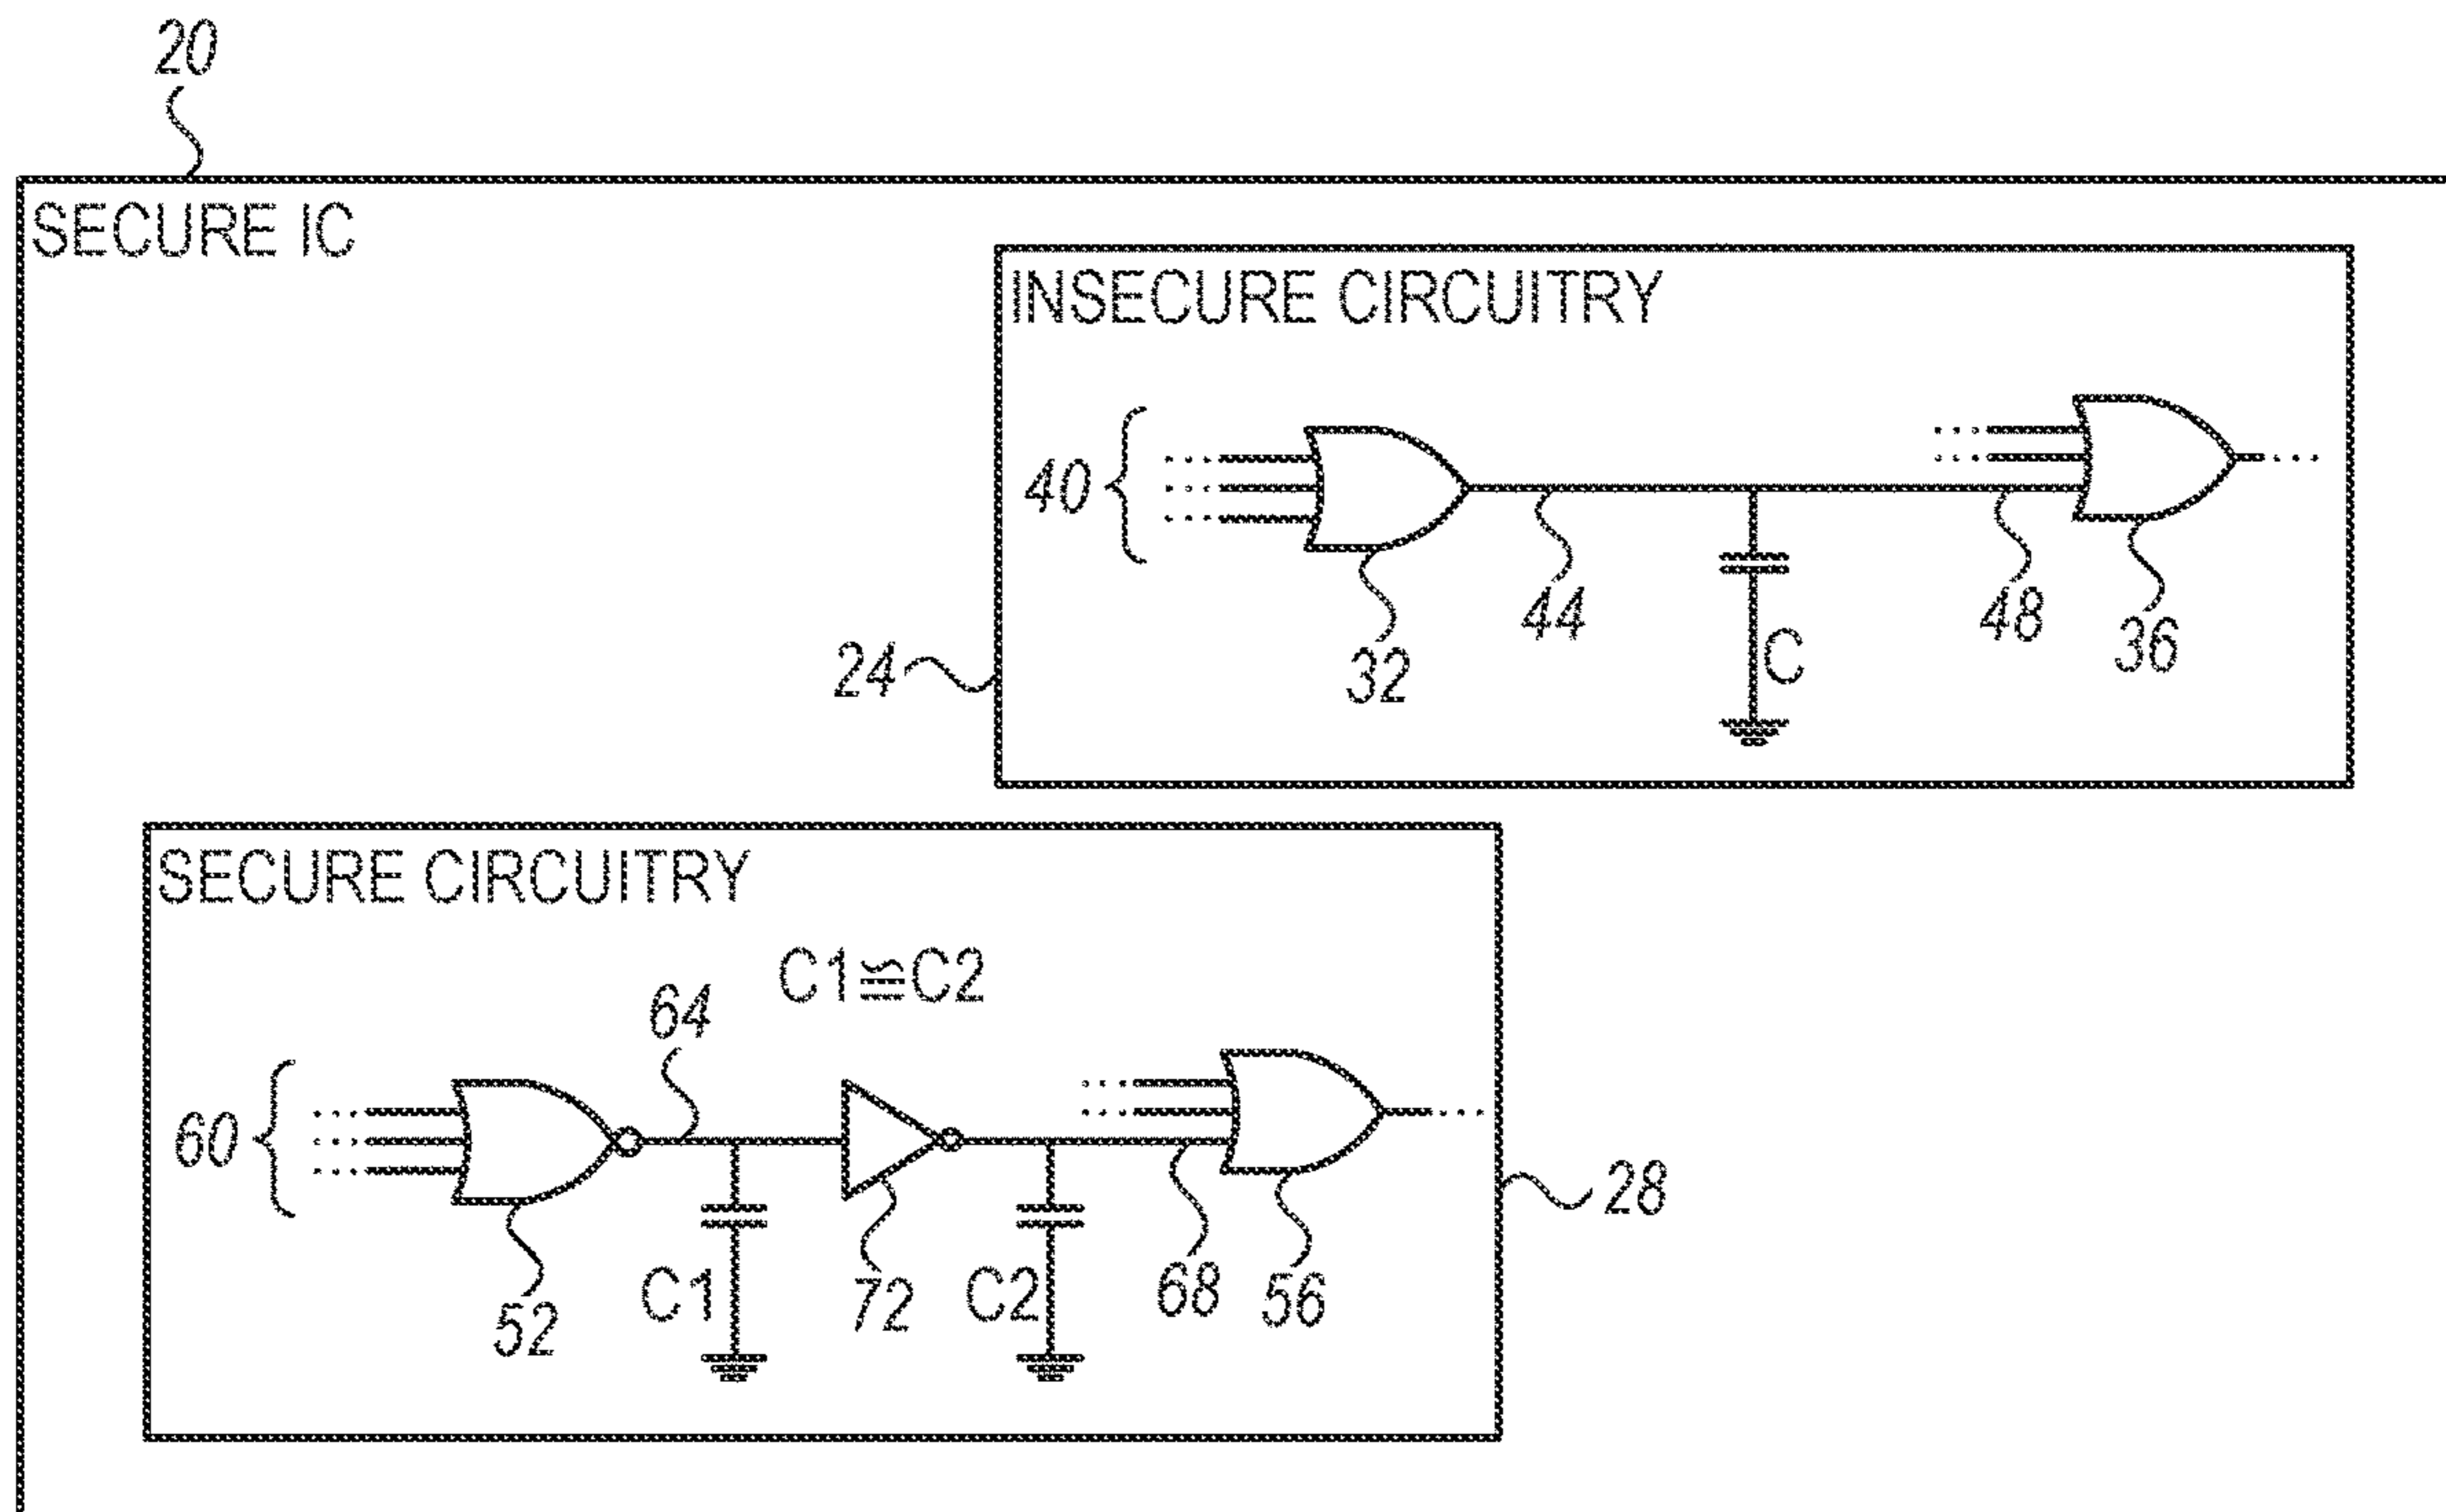 20
SECURE IC
INSECURE CIRCUITRY
40
44
48
36
32
C
24
SECURE CIRCUITRY
C1≅C2
64
60
28
52
C1
72
C2
68
56